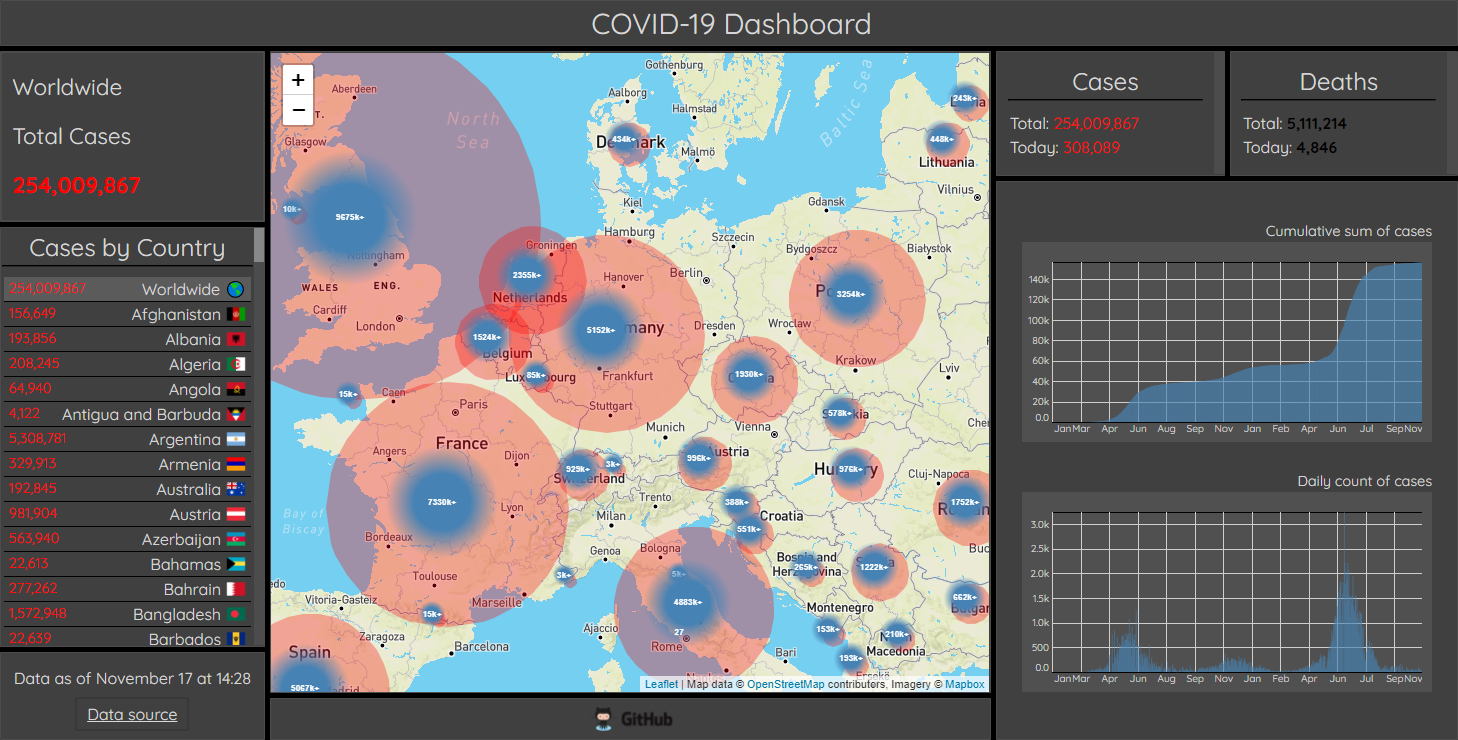 COVID-19 Dashboard
Worldwide
Total Cases
254,009,867
Cases by Country
254,009,867 Worldwide
156,649 Afghanistan
193,856 Albania
208,245 Algeria
64,940 Angola
4,122 Antigua and Barbuda
5,308,781 Argentina
329,913 Armenia
192,845 Australia
981,904 Austria
563,940 Azerbaijan
22,613 Bahamas
277,262 Bahrain
1,572,948 Bangladesh
22,639 Barbados
Data as of November 17 at 14:28
Data source
+
−
Gothenburg
Aberdeen
Aalborg
Halmstad
Baltic Sea
243k+
North
Sea
Glasgow
434k+
448k+
Malmö
Lithuania
Vilnius
10k+
9675k+
Kiel
Gdansk
Hamburg
Szczecin
Groningen
Bydgoszcz
Białystok
Nottingham
2355k+
Hanover
Berlin
WALES
ENG.
Netherlands
3254k+
Cardiff
London
1524k+
5152k+
many
Dresden
Wroclaw
Belgium
Krakow
85k+
Frankfurt
1930k+
Lviv
15k+
Caen
Paris
Stuttgart
578k+
Munich
Vienna
France
Angers
Dijon
929k+
3k+
996k+
976k+
Cluj-Napoca
7330k+
Lyon
Trento
388k+
1752k+
Bay of
Biscay
Milan
Croatia
551k+
Bordeaux
Genoa
Bologna
Bosnia and
265k+
1222k+
Toulouse
3k+
5k+
Vitoria-Gasteiz
Marseille
4883k+
662k+
Montenegro
15k+
Ajaccio
27
153k+
210k+
Zaragoza
Barcelona
Rome
Bari
Macedonia
Spain
193k+
5067k+
Leaflet | Map data © OpenStreetMap contributors, Imagery © Mapbox
GitHub
Cases
Total: 254,009,867
Today: 308,089
Deaths
Total: 5,111,214
Today: 4,846
Cumulative sum of cases
140k
120k
100k
80k
60k
40k
20k
0.0
Jan Mar Apr Jun Aug Sep Nov Jan Feb Apr Jun Jul Sep Nov
Daily count of cases
3.0k
2.5k
2.0k
1.5k
1.0k
500
0.0
Jan Mar Apr Jun Aug Sep Nov Jan Feb Apr Jun Jul Sep Nov